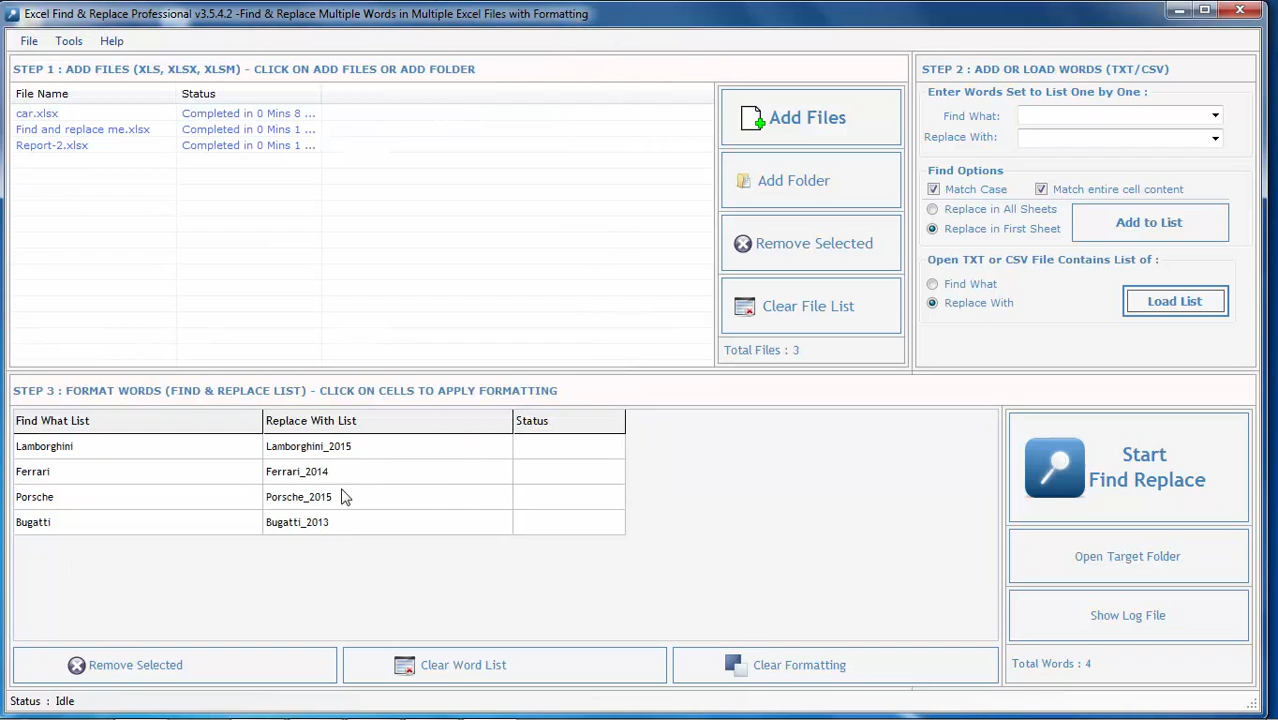 Excel Find & Replace Professional v3.5.4.2 -Find & Replace Multiple Words in Multiple Excel Files with Formatting
File Tools Help
STEP 1 : ADD FILES (XLS, XLSX, XLSM) - CLICK ON ADD FILES OR ADD FOLDER
File Name Status
car.xlsx Completed in 0 Mins 8 ...
Find and replace me.xlsx Completed in 0 Mins 1 ...
Report-2.xlsx Completed in 0 Mins 1 ...
Add Files
Add Folder
Remove Selected
Clear File List
Total Files : 3
STEP 2 : ADD OR LOAD WORDS (TXT/CSV)
Enter Words Set to List One by One :
Find What:
Replace With:
Find Options
Match Case Match entire cell content
Replace in All Sheets
Replace in First Sheet
Add to List
Open TXT or CSV File Contains List of :
Find What
Replace With
Load List
STEP 3 : FORMAT WORDS (FIND & REPLACE LIST) - CLICK ON CELLS TO APPLY FORMATTING
Find What List Replace With List Status
Lamborghini Lamborghini_2015
Ferrari Ferrari_2014
Porsche Porsche_2015
Bugatti Bugatti_2013
Start
Find Replace
Open Target Folder
Show Log File
Total Words : 4
Remove Selected Clear Word List Clear Formatting
Status : Idle